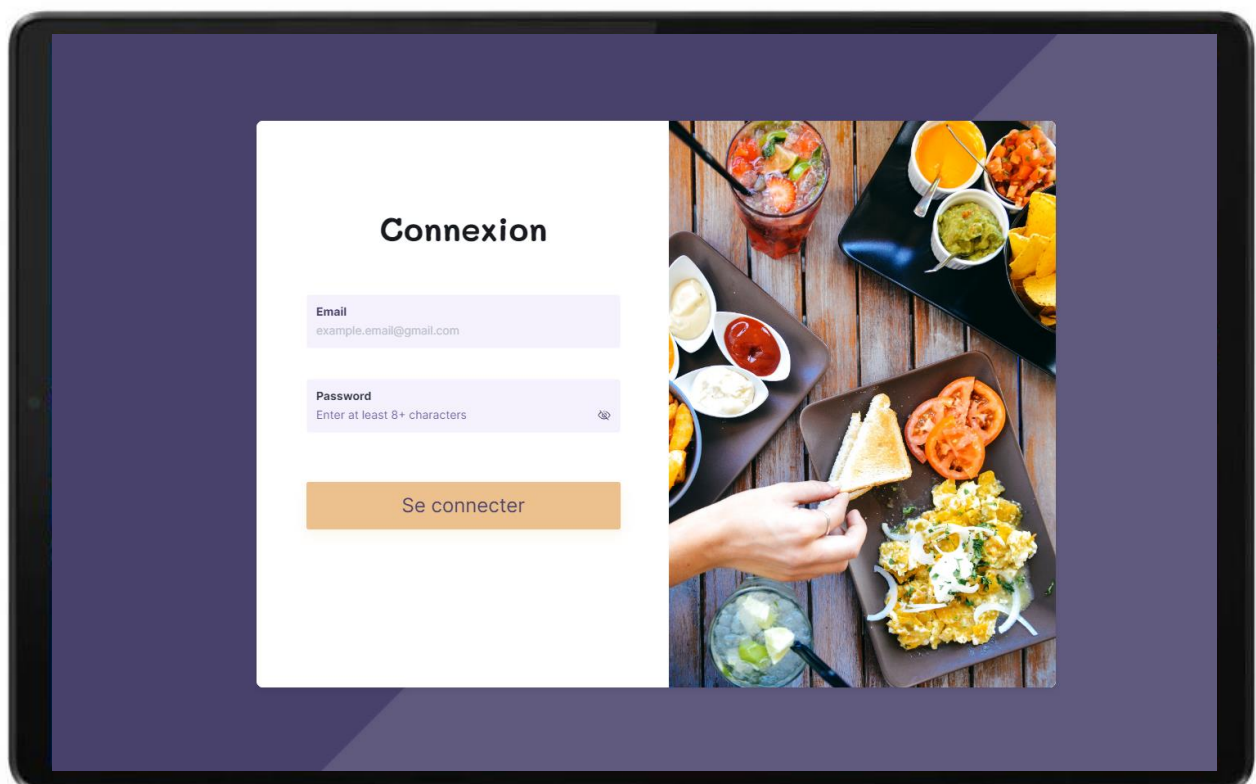 Connexion
Email
example.email@gmail.com
Password
Enter at least 8+ characters
Se connecter